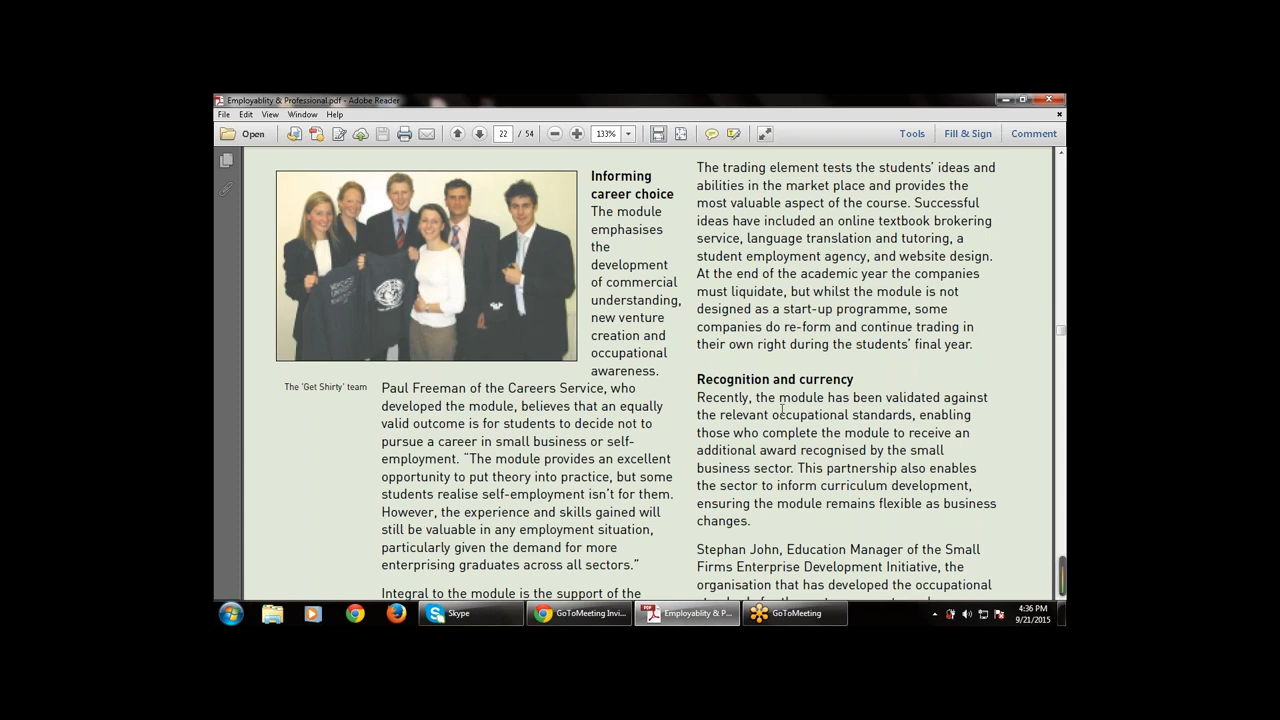 Employablity & Professional.pdf - Adobe Reader
File Edit View Window Help
Open
22 / 54
133%
Tools Fill & Sign Comment
The 'Get Shirty' team
Informing
career choice
The module
emphasises
the
development
of commercial
understanding,
new venture
creation and
occupational
awareness.
Paul Freeman of the Careers Service, who
developed the module, believes that an equally
valid outcome is for students to decide not to
pursue a career in small business or self-
employment. “The module provides an excellent
opportunity to put theory into practice, but some
students realise self-employment isn’t for them.
However, the experience and skills gained will
still be valuable in any employment situation,
particularly given the demand for more
enterprising graduates across all sectors.”
Integral to the module is the support of the
The trading element tests the students’ ideas and
abilities in the market place and provides the
most valuable aspect of the course. Successful
ideas have included an online textbook brokering
service, language translation and tutoring, a
student employment agency, and website design.
At the end of the academic year the companies
must liquidate, but whilst the module is not
designed as a start-up programme, some
companies do re-form and continue trading in
their own right during the students’ final year.
Recognition and currency
Recently, the module has been validated against
the relevant occupational standards, enabling
those who complete the module to receive an
additional award recognised by the small
business sector. This partnership also enables
the sector to inform curriculum development,
ensuring the module remains flexible as business
changes.
Stephan John, Education Manager of the Small
Firms Enterprise Development Initiative, the
organisation that has developed the occupational
Skype
GoToMeeting Invi...
Employablity & P...
GoToMeeting
4:36 PM
9/21/2015